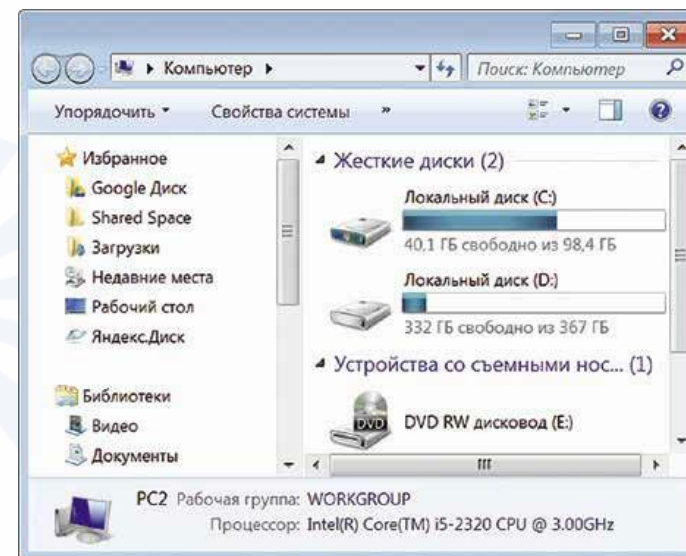 Компьютер
Поиск: Компьютер
Упорядочить
Свойства системы »
Избранное
Google Диск
Shared Space
Загрузки
Недавние места
Рабочий стол
Яндекс.Диск
Библиотеки
Видео
Документы
Жесткие диски (2)
Локальный диск (C:)
40,1 ГБ свободно из 98,4 ГБ
Локальный диск (D:)
332 ГБ свободно из 367 ГБ
Устройства со съемными нос... (1)
DVD
DVD RW дисковод (E:)
PC2 Рабочая группа: WORKGROUP
Процессор: Intel(R) Core(TM) i5-2320 CPU @ 3.00GHz